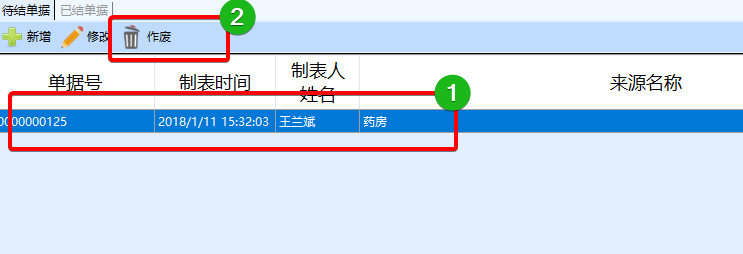 待结单据 已结单据
新增 修改 作废
2
单据号 制表时间 制表人姓名 来源名称
1
0000000125 2018/1/11 15:32:03 王兰斌 药房